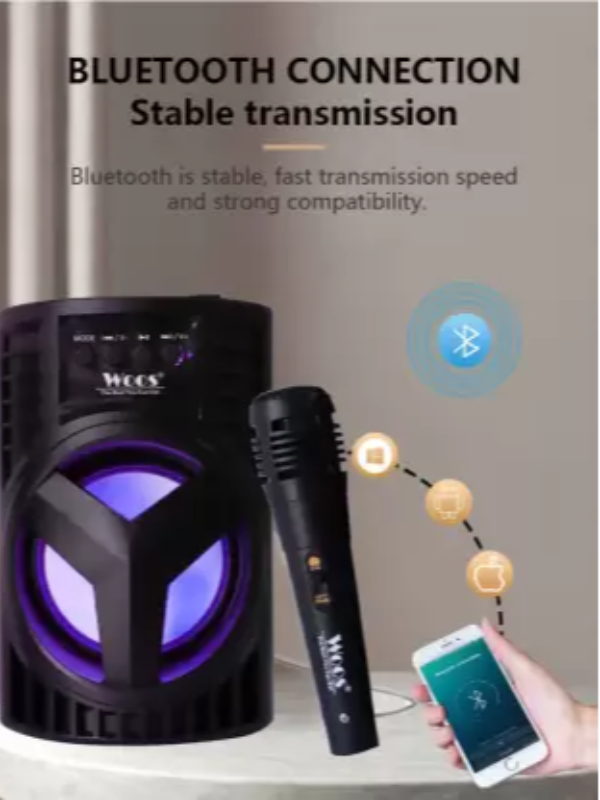 BLUETOOTH CONNECTION
Stable transmission
Bluetooth is stable, fast transmission speed
and strong compatibility.
MODE
Woos
Woos